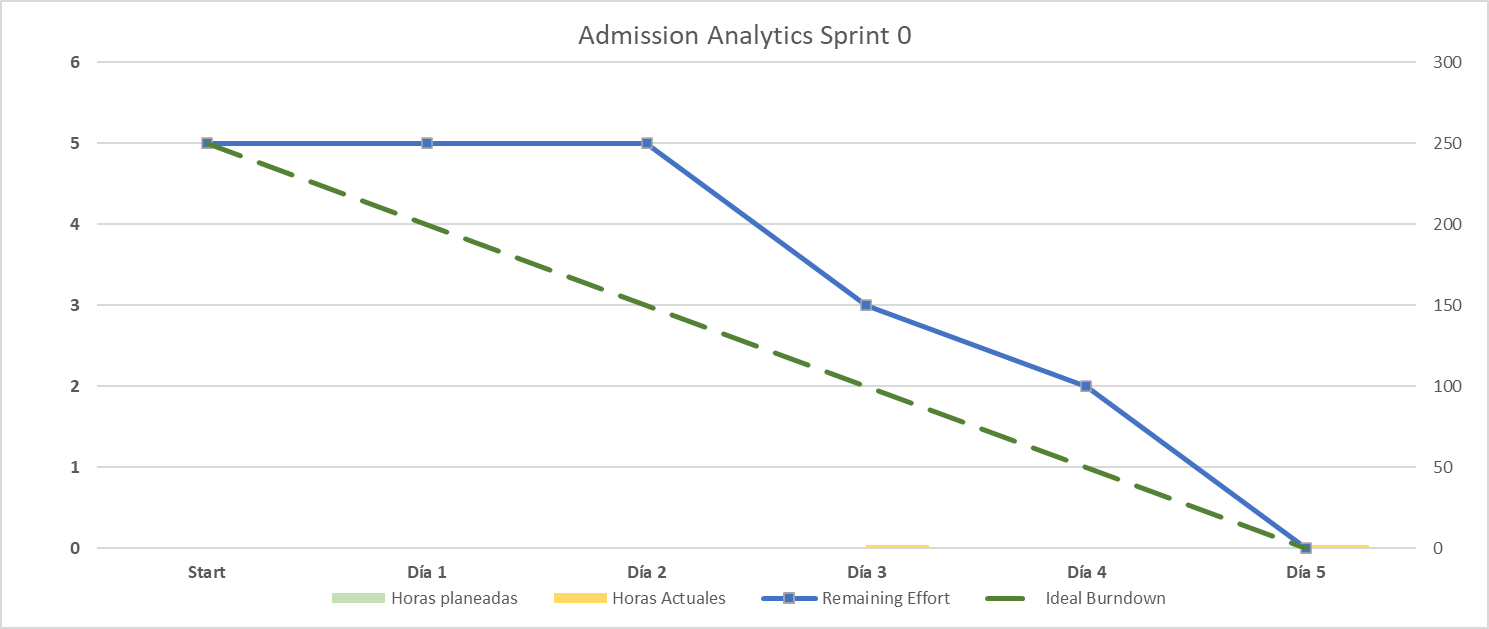 Admission Analytics Sprint 0
6 300
5 250
4 200
3 150
2 100
1 50
0 0
Start Día 1 Día 2 Día 3 Día 4 Día 5
Horas planeadas Horas Actuales Remaining Effort Ideal Burndown